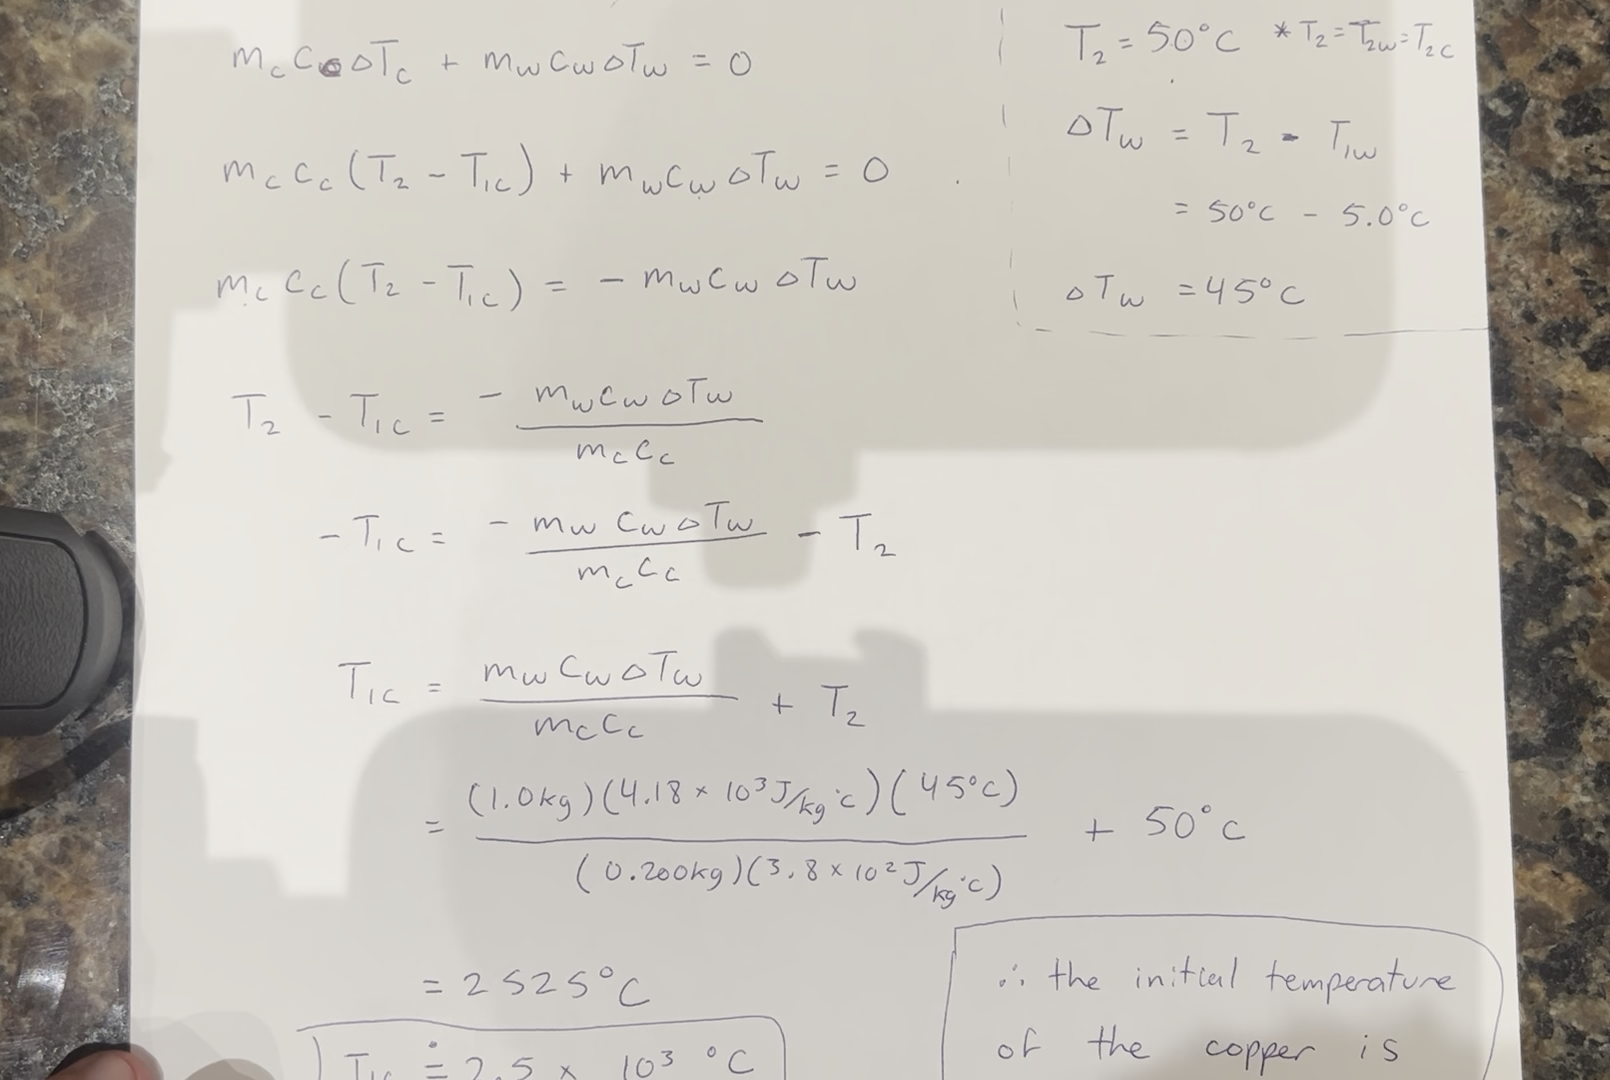 m_c c_c ΔT_c + m_w c_w ΔT_w = 0
m_c c_c (T_2 - T_1c) + m_w c_w ΔT_w = 0
m_c c_c (T_2 - T_1c) = - m_w c_w ΔT_w
T_2 - T_1c = - m_w c_w ΔT_w / m_c c_c
- T_1c = - m_w c_w ΔT_w / m_c c_c - T_2
T_1c = m_w c_w ΔT_w / m_c c_c + T_2
= (1.0kg)(4.18 × 10³ J/kg·°C)(45°C) / (0.200kg)(3.8 × 10² J/kg·°C) + 50°C
= 2525°C
T_1c ≐ 2.5 × 10³ °C
T_2 = 50°C * T_2 = T_2w = T_2c
ΔT_w = T_2 - T_1w
= 50°C - 5.0°C
ΔT_w = 45°C
∴ the initial temperature
of the copper is